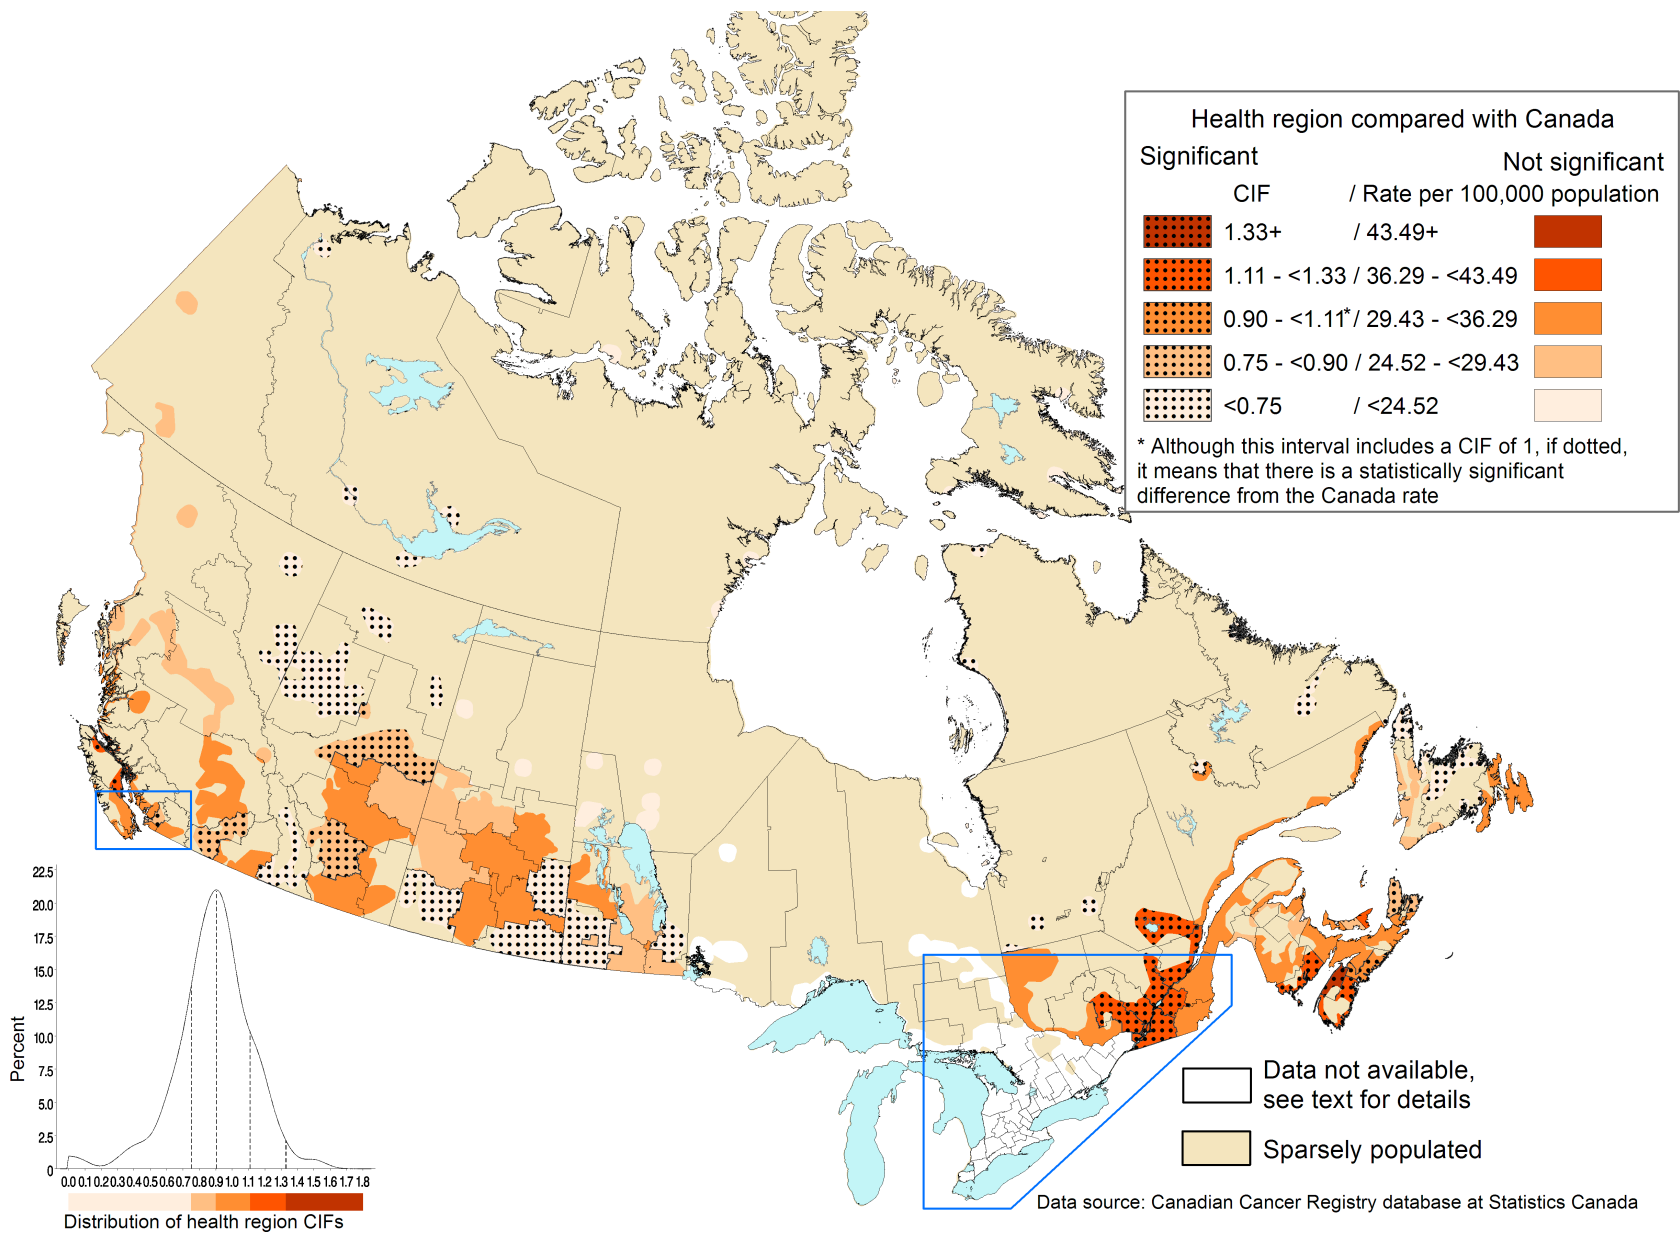 Health region compared with Canada
Significant
Not significant
CIF / Rate per 100,000 population
1.33+ / 43.49+
1.11 - <1.33 / 36.29 - <43.49
0.90 - <1.11* / 29.43 - <36.29
0.75 - <0.90 / 24.52 - <29.43
<0.75 / <24.52
* Although this interval includes a CIF of 1, if dotted,
it means that there is a statistically significant
difference from the Canada rate
22.5
20.0
17.5
15.0
12.5
10.0
7.5
5.0
2.5
0
Percent
0.0 0.1 0.2 0.3 0.4 0.5 0.6 0.7 0.8 0.9 1.0 1.1 1.2 1.3 1.4 1.5 1.6 1.7 1.8
Distribution of health region CIFs
Data not available,
see text for details
Sparsely populated
Data source: Canadian Cancer Registry database at Statistics Canada